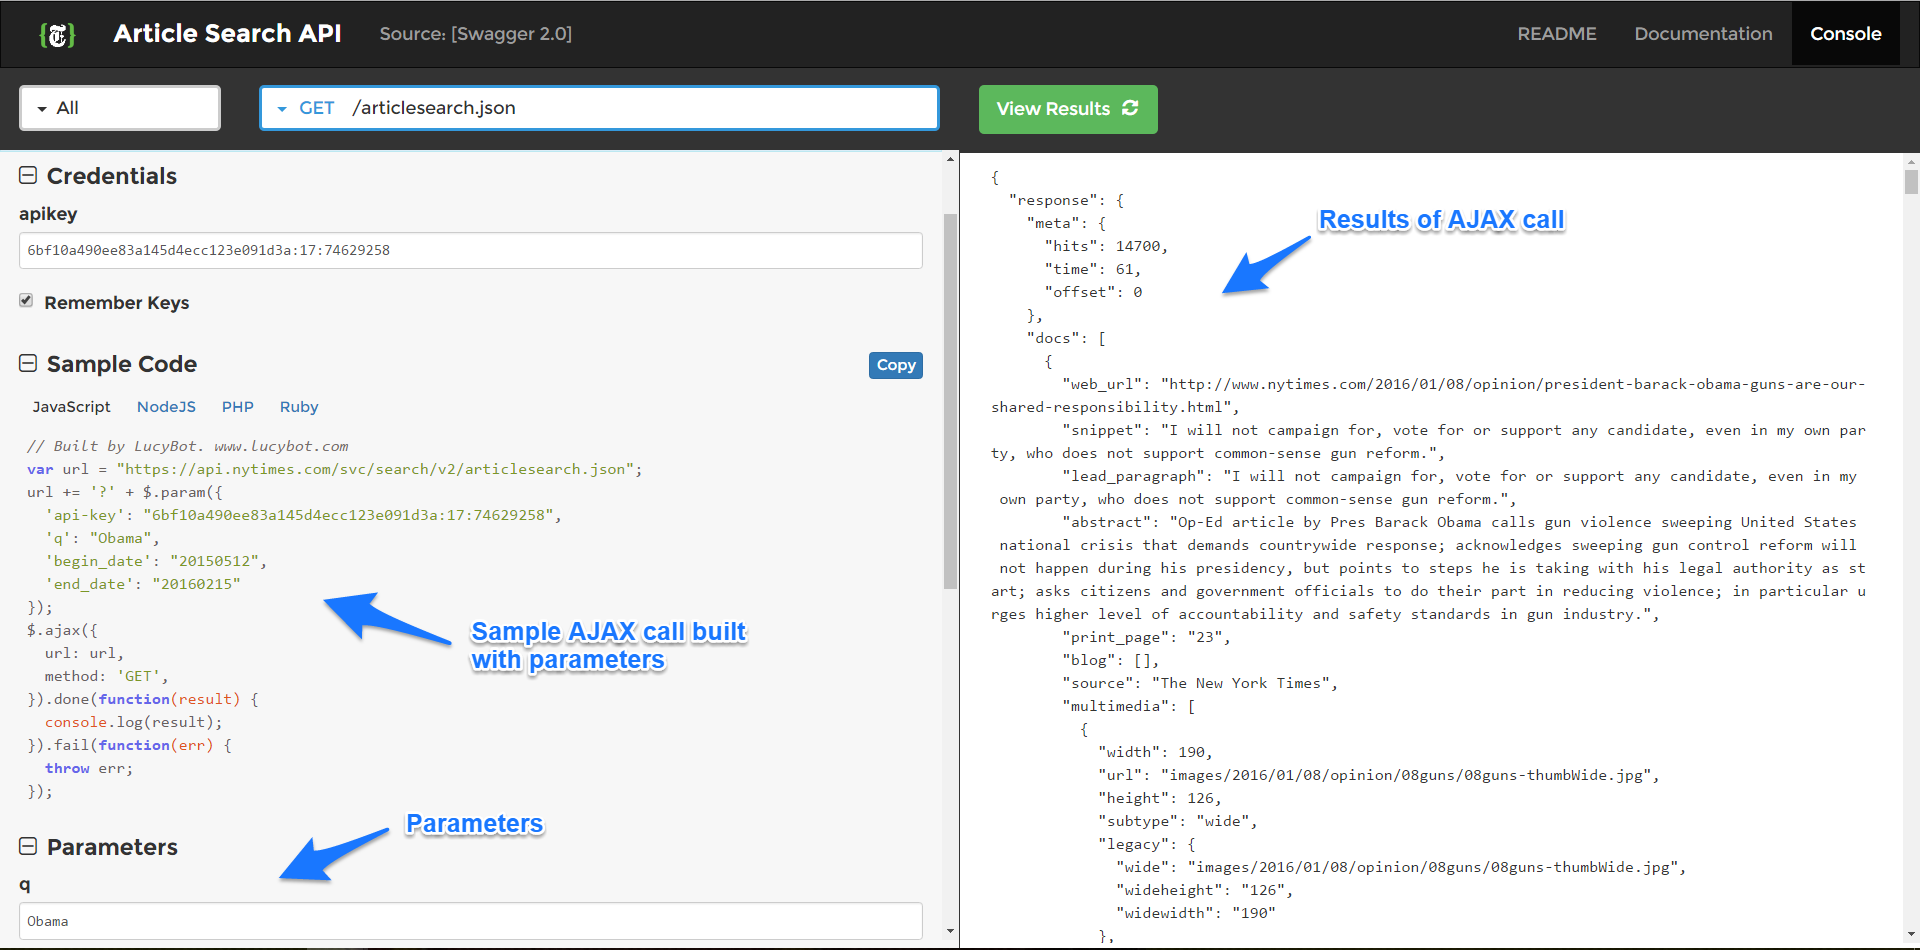 Article Search API
Source: [Swagger 2.0]
README
Documentation
Console
All
GET /articlesearch.json
View Results
Credentials
apikey
6bf10a490ee83a145d4ecc123e091d3a:17:74629258
Remember Keys
Sample Code
Copy
JavaScript NodeJS PHP Ruby
// Built by LucyBot. www.lucybot.com
var url = "https://api.nytimes.com/svc/search/v2/articlesearch.json";
url += '?' + $.param({
'api-key': "6bf10a490ee83a145d4ecc123e091d3a:17:74629258",
'q': "Obama",
'begin_date': "20150512",
'end_date': "20160215"
});
$.ajax({
url: url,
method: 'GET',
}).done(function(result) {
console.log(result);
}).fail(function(err) {
throw err;
});
Sample AJAX call built
with parameters
Parameters
Parameters
q
Obama
{
"response": {
"meta": {
"hits": 14700,
"time": 61,
"offset": 0
},
"docs": [
{
"web_url": "http://www.nytimes.com/2016/01/08/opinion/president-barack-obama-guns-are-our-
shared-responsibility.html",
"snippet": "I will not campaign for, vote for or support any candidate, even in my own par
ty, who does not support common-sense gun reform.",
"lead_paragraph": "I will not campaign for, vote for or support any candidate, even in my
own party, who does not support common-sense gun reform.",
"abstract": "Op-Ed article by Pres Barack Obama calls gun violence sweeping United States
national crisis that demands countrywide response; acknowledges sweeping gun control reform will
not happen during his presidency, but points to steps he is taking with his legal authority as st
art; asks citizens and government officials to do their part in reducing violence; in particular u
rges higher level of accountability and safety standards in gun industry.",
"print_page": "23",
"blog": [],
"source": "The New York Times",
"multimedia": [
{
"width": 190,
"url": "images/2016/01/08/opinion/08guns/08guns-thumbWide.jpg",
"height": 126,
"subtype": "wide",
"legacy": {
"wide": "images/2016/01/08/opinion/08guns/08guns-thumbWide.jpg",
"wideheight": "126",
"widewidth": "190"
},
Results of AJAX call